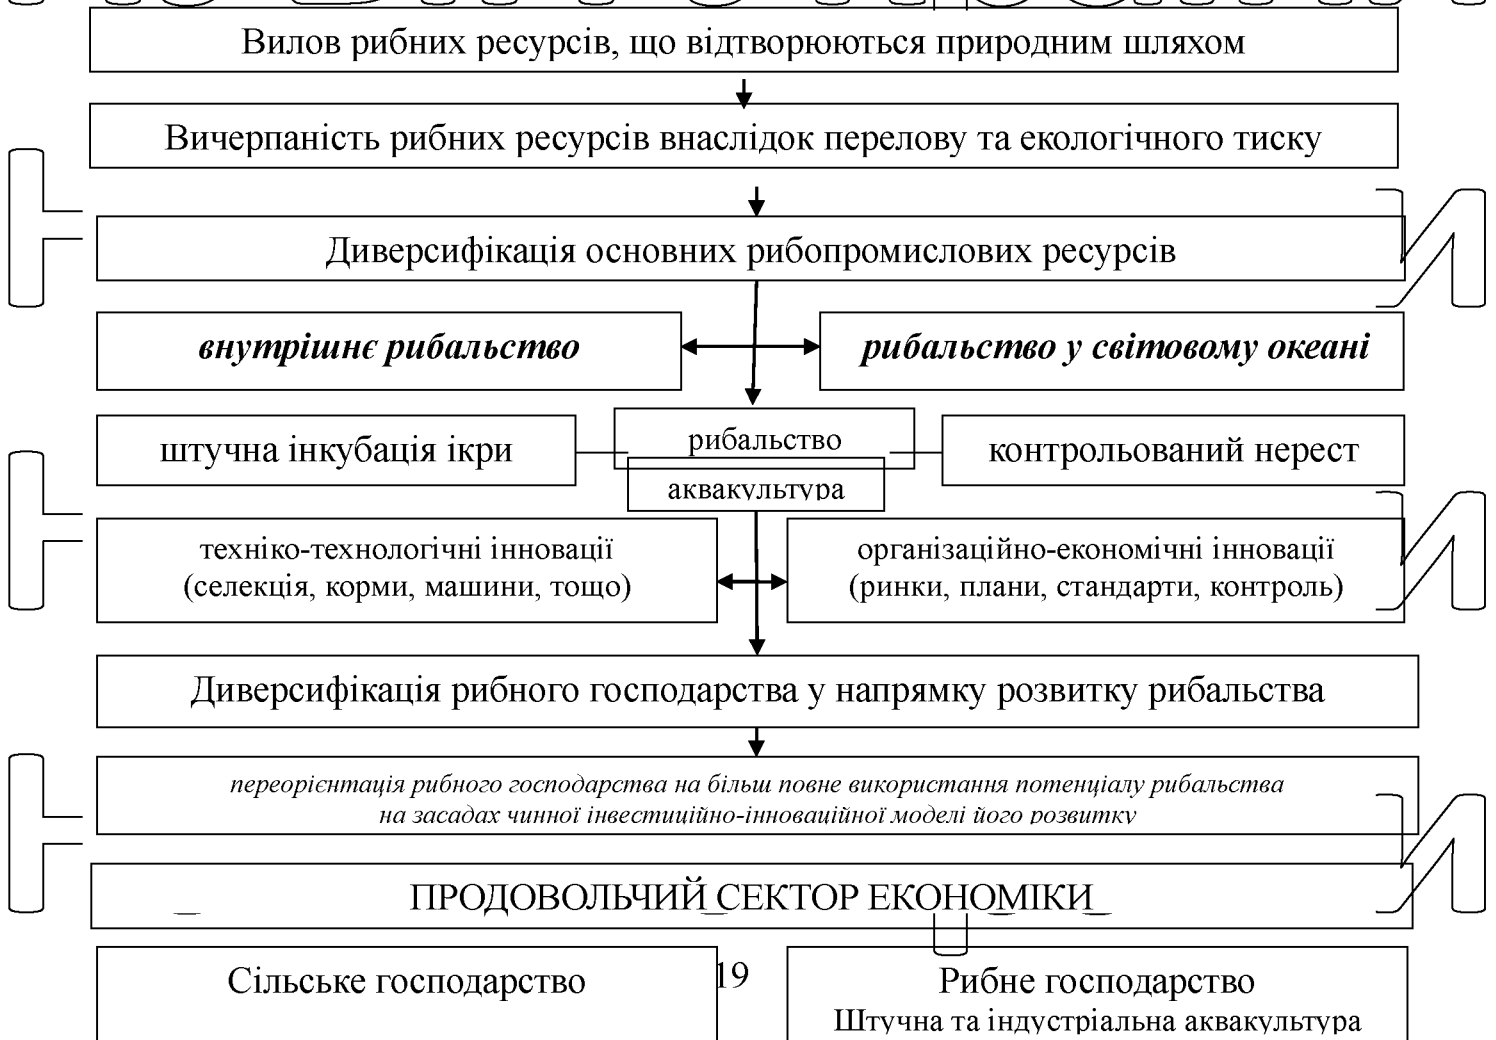 Вилов рибних ресурсів, що відтворюються природним шляхом
Вичерпаність рибних ресурсів внаслідок перелову та екологічного тиску
Диверсифікація основних рибопромислових ресурсів
внутрішнє рибальство
рибальство у світовому океані
штучна інкубація ікри
рибальство
контрольований нерест
аквакультура
техніко-технологічні інновації
(селекція, корми, машини, тощо)
організаційно-економічні інновації
(ринки, плани, стандарти, контроль)
Диверсифікація рибного господарства у напрямку розвитку рибальства
переорієнтація рибного господарства на більш повне використання потенціалу рибальства
на засадах чинної інвестиційно-інноваційної моделі його розвитку
ПРОДОВОЛЬЧИЙ СЕКТОР ЕКОНОМІКИ
Сільське господарство
19
Рибне господарство
Штучна та індустріальна аквакультура